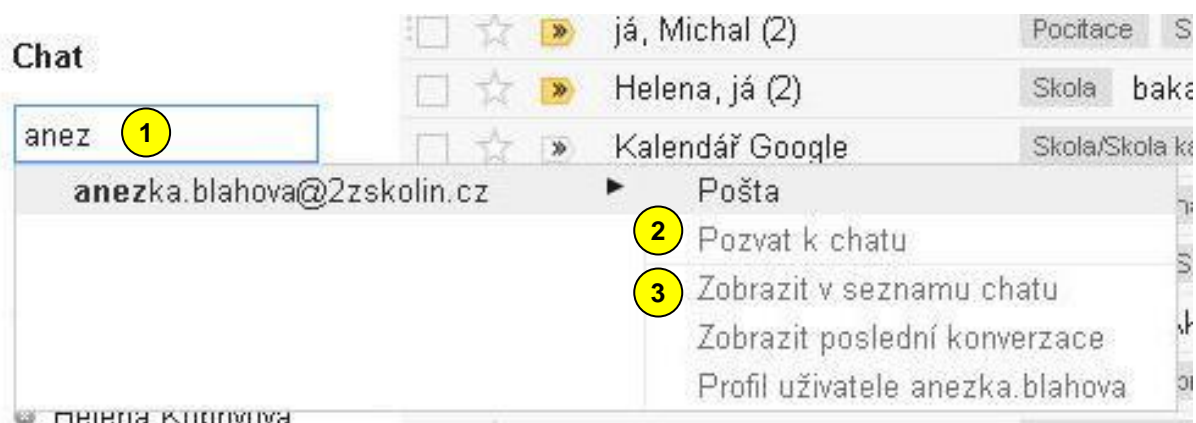 Chat
anez 1
anezka.blahova@2zskolin.cz
já, Michal (2) Pocitace S
Helena, já (2) Skola baka
Kalendář Google Skola/Skola ka
Pošta
2 Pozvat k chatu
3 Zobrazit v seznamu chatu
Zobrazit poslední konverzace
Profil uživatele anezka.blahova